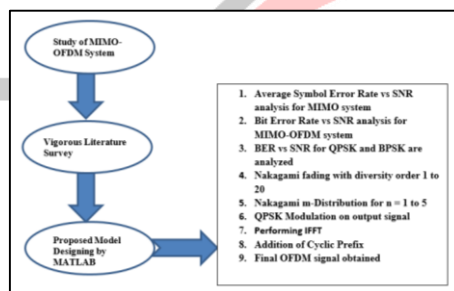 Study of MIMO-
OFDM System
Vigorous Literature
Survey
Proposed Model
Designing by
MATLAB
1. Average Symbol Error Rate vs SNR
analysis for MIMO system
2. Bit Error Rate vs SNR analysis for
MIMO-OFDM system
3. BER vs SNR for QPSK and BPSK are
analyzed
4. Nakagami fading with diversity order 1 to
20
5. Nakagami m-Distribution for n = 1 to 5
6. QPSK Modulation on output signal
7. Performing IFFT
8. Addition of Cyclic Prefix
9. Final OFDM signal obtained